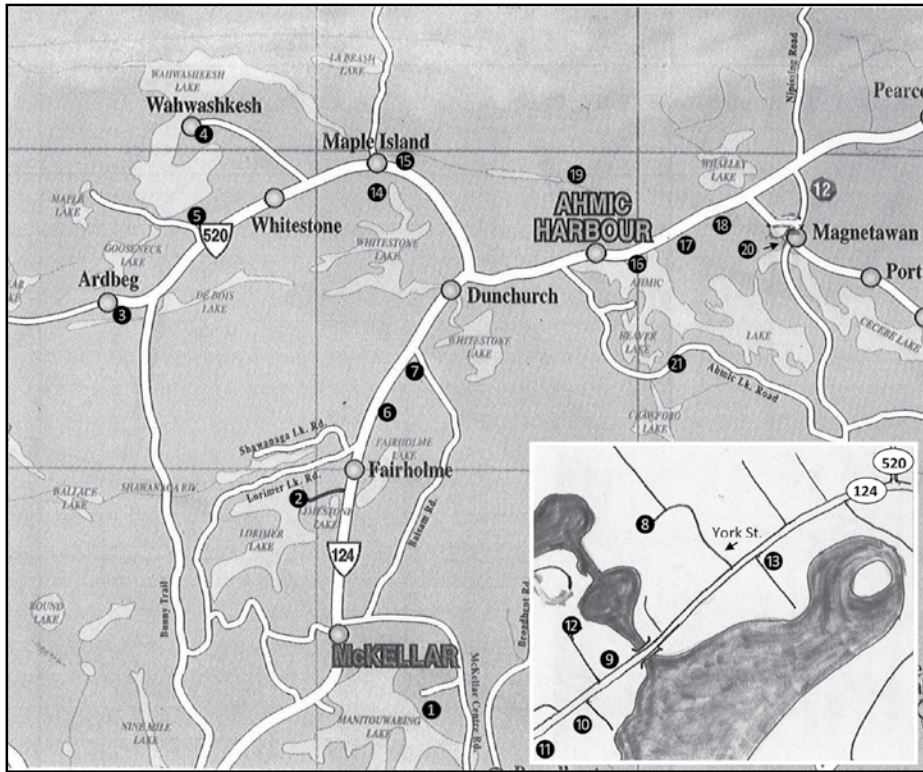 WAHWASHEESH
LAKE
Wahwashkesh
4
LA BRASH
LAKE
Maple Island
15
14
Nipissing Road
Pearce
MAPLE
LAKE
5
520
Whitestone
GOOSENECK
LAKE
WHITESTONE
LAKE
19
AHMIC
HARBOUR
WHALLEY
LAKE
12
18
17
16
20
Magnetawan
Port
Ardbeg
3
DE BOIS
LAKE
Dunchurch
AHMIC
LAKE
CECEBE LAKE
WHITESTONE
LAKE
BEAVER
LAKE
21
Ahmic Lk. Road
CRAWFORD
LAKE
7
6
Shawanaga Lk. Rd.
FAIRHOLME
LAKE
Fairholme
Lorimer Lk. Rd.
2
LIMESTONE
LAKE
WALLACE
LAKE
SHAWANAGA RIV.
LORIMER
LAKE
124
Balsam Rd.
Bunny Trail
ROUND
LAKE
McKELLAR
Broadbent Rd
McKellar Centre Rd.
1
MANITOUWABING
LAKE
NINE MILE
LAKE
520
124
8
York St.
13
12
9
10
11